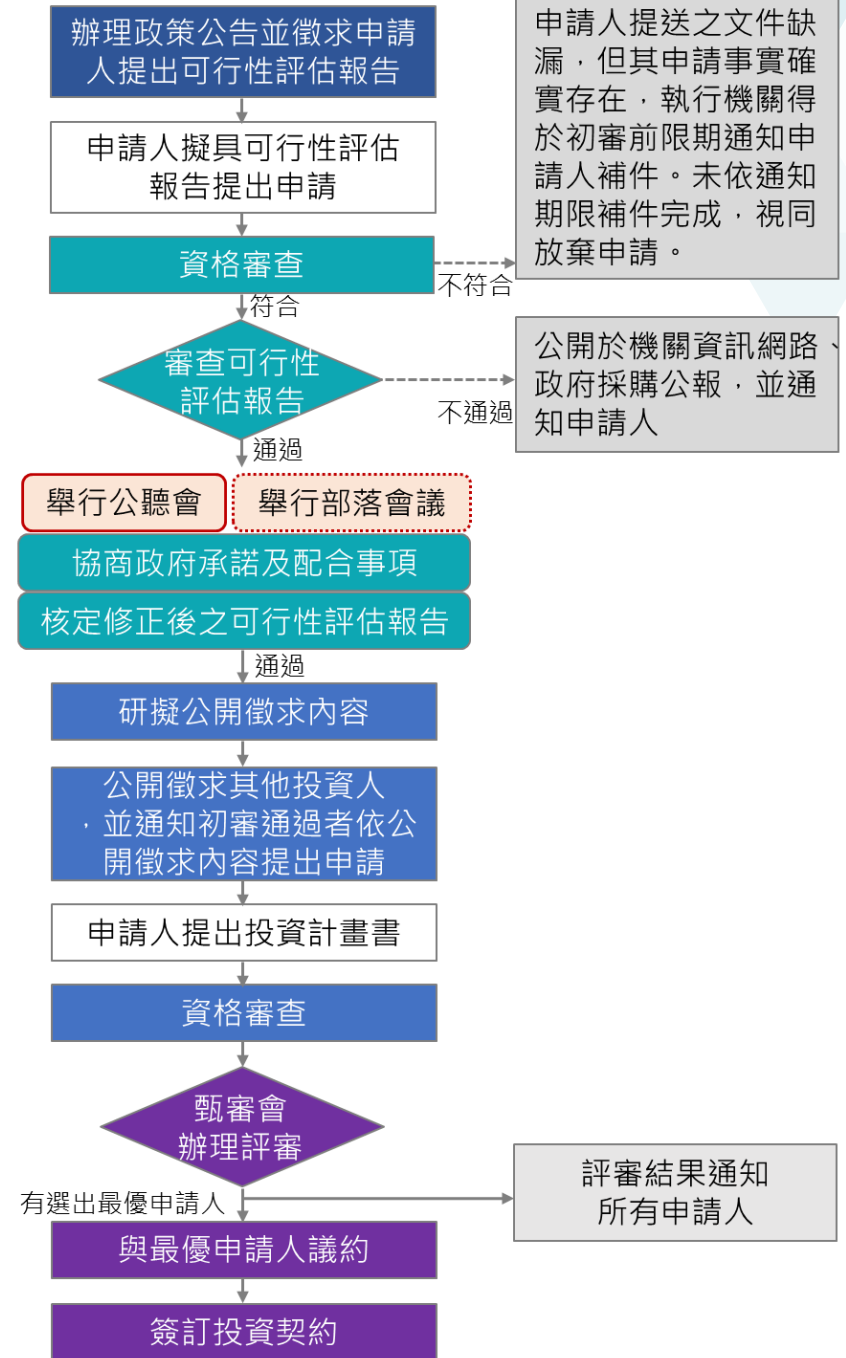 辦理政策公告並徵求申請
人提出可行性評估報告
申請人擬具可行性評估
報告提出申請
資格審查
不符合
申請人提送之文件缺
漏，但其申請事實確
實存在，執行機關得
於初審前限期通知申
請人補件。未依通知
期限補件完成，視同
放棄申請。
符合
審查可行性
評估報告
不通過
公開於機關資訊網路、
政府採購公報，並通
知申請人
通過
舉行公聽會
舉行部落會議
協商政府承諾及配合事項
核定修正後之可行性評估報告
通過
研擬公開徵求內容
公開徵求其他投資人
，並通知初審通過者依公
開徵求內容提出申請
申請人提出投資計畫書
資格審查
甄審會
辦理評審
有選出最優申請人
評審結果通知
所有申請人
與最優申請人議約
簽訂投資契約